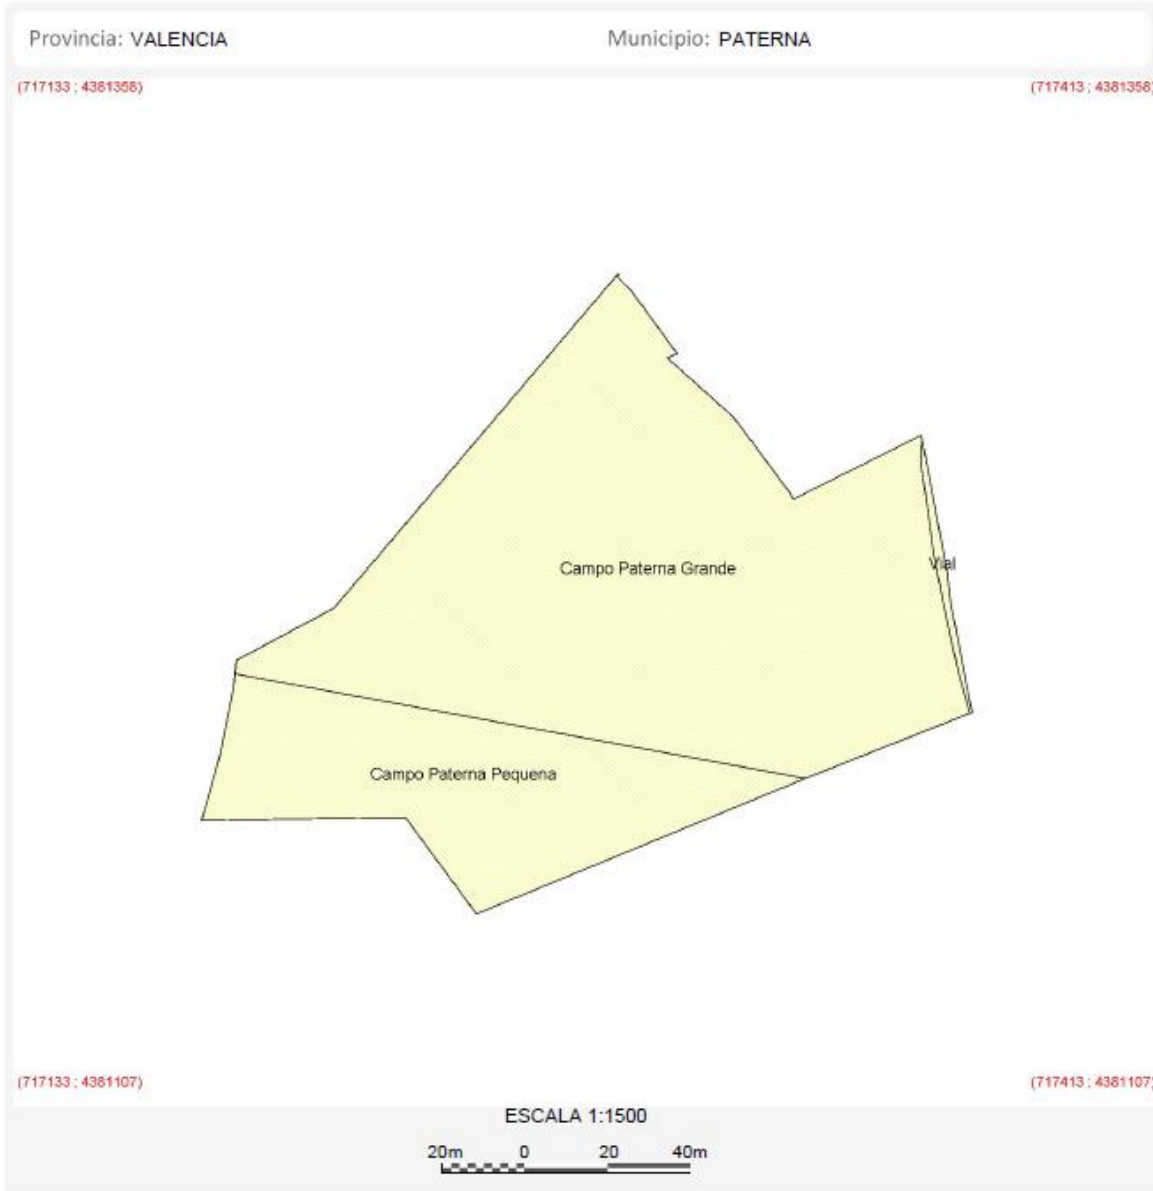 Provincia: VALENCIA Municipio: PATERNA
(717133 ; 4381358) (717413 ; 4381358)
Campo Paterna Grande
Vial
Campo Paterna Pequena
(717133 ; 4381107) (717413 ; 4381107)
ESCALA 1:1500
20m 0 20 40m